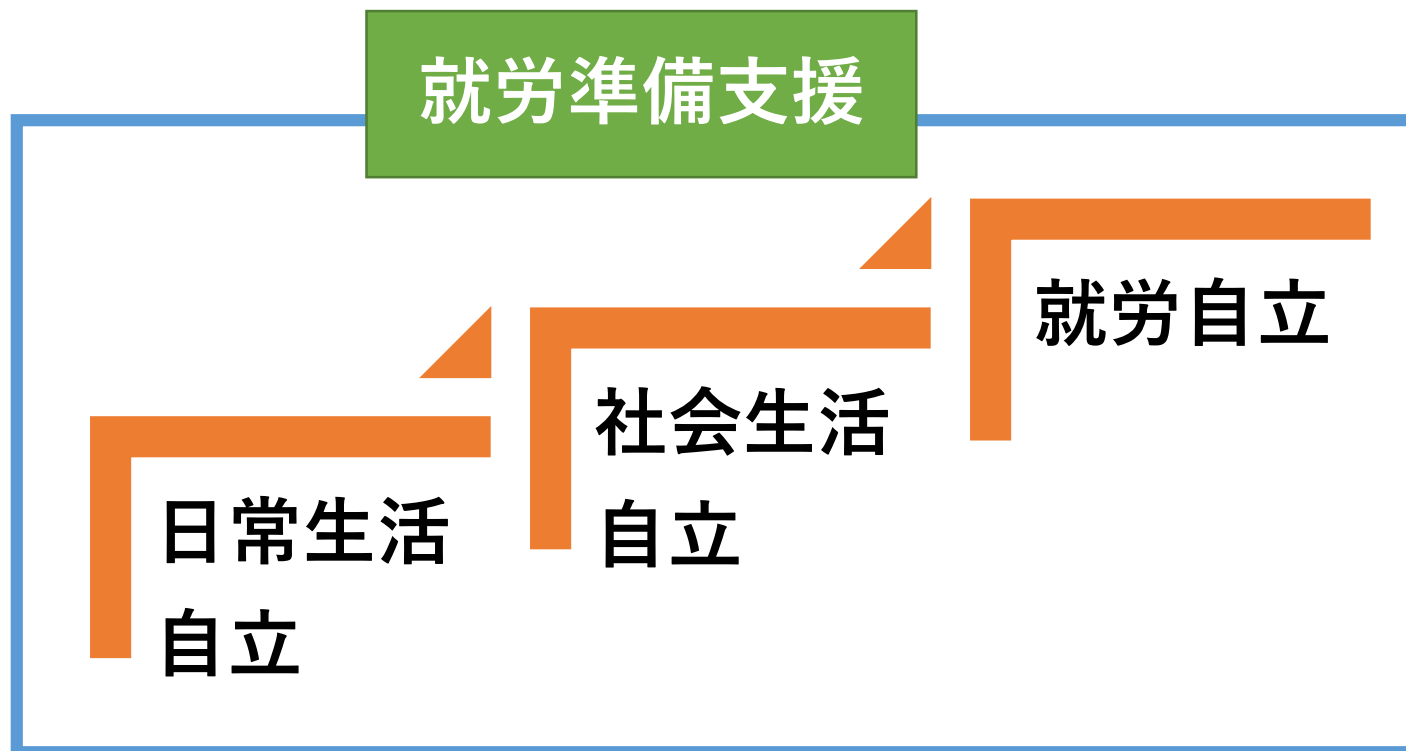 就労準備支援
日常生活
自立
社会生活
自立
就労自立